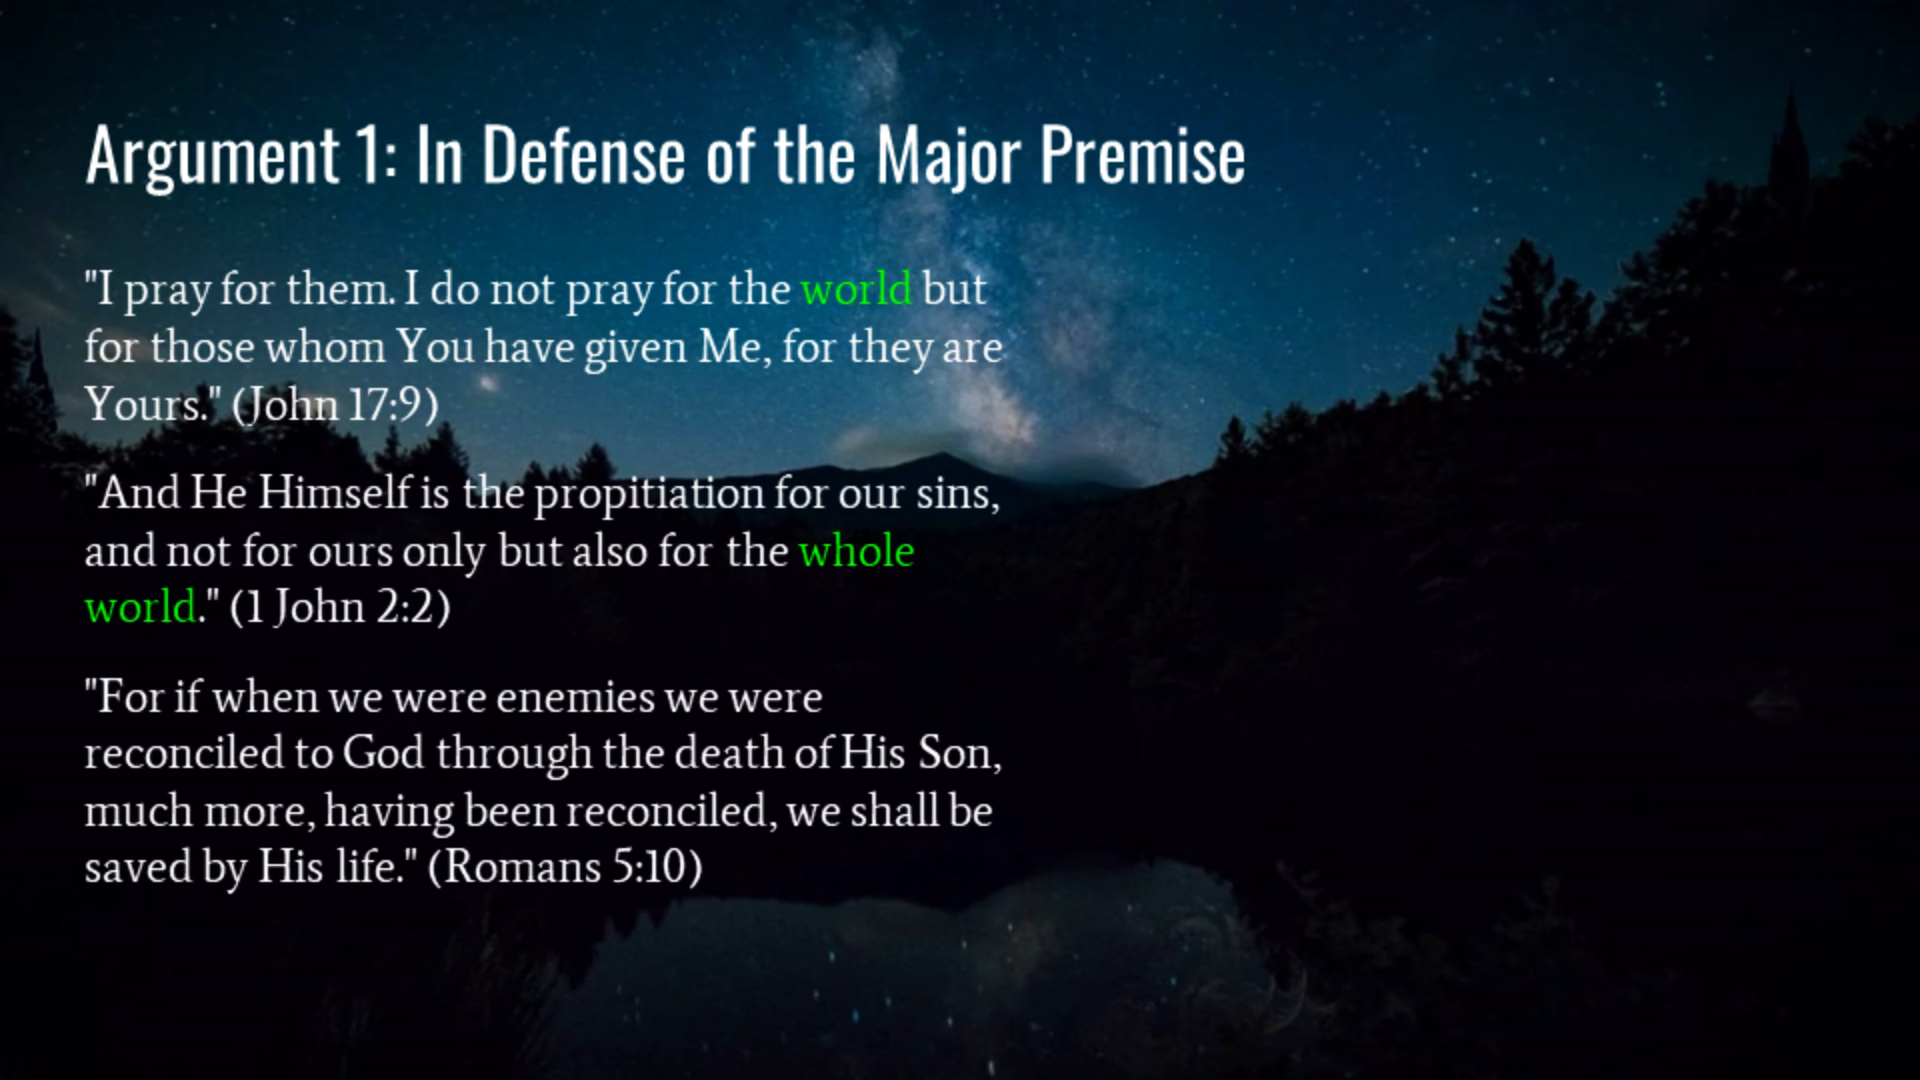 Argument 1: In Defense of the Major Premise
"I pray for them. I do not pray for the world but
for those whom You have given Me, for they are
Yours." (John 17:9)
"And He Himself is the propitiation for our sins,
and not for ours only but also for the whole
world." (1 John 2:2)
"For if when we were enemies we were
reconciled to God through the death of His Son,
much more, having been reconciled, we shall be
saved by His life." (Romans 5:10)